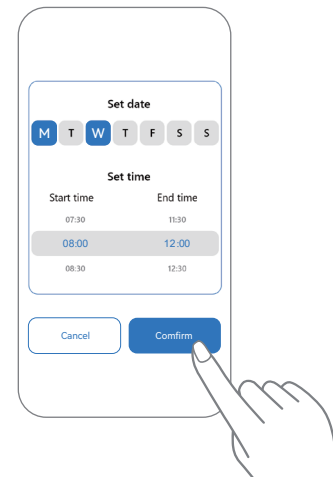 Set date
M T W T F S S
Set time
Start time End time
07:30 11:30
08:00 12:00
08:30 12:30
Cancel Comfirm